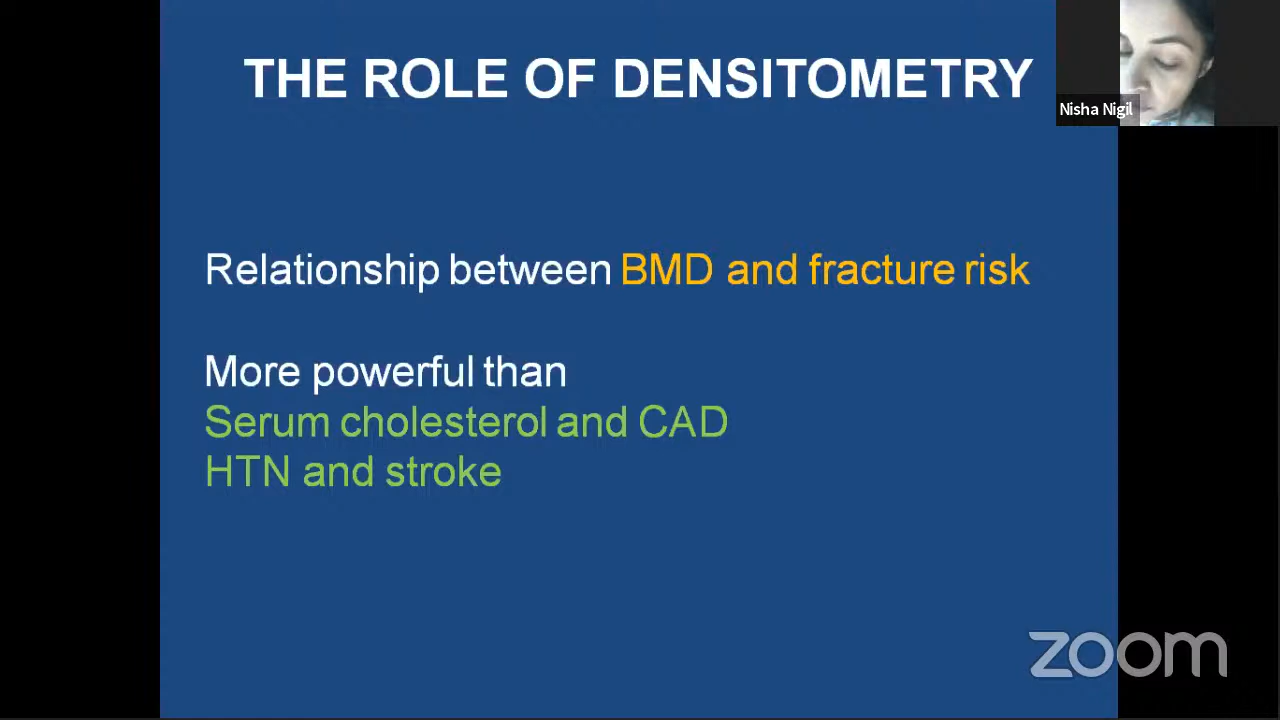 THE ROLE OF DENSITOMETRY
Nisha Nigil
Relationship between BMD and fracture risk
More powerful than
Serum cholesterol and CAD
HTN and stroke
zoom